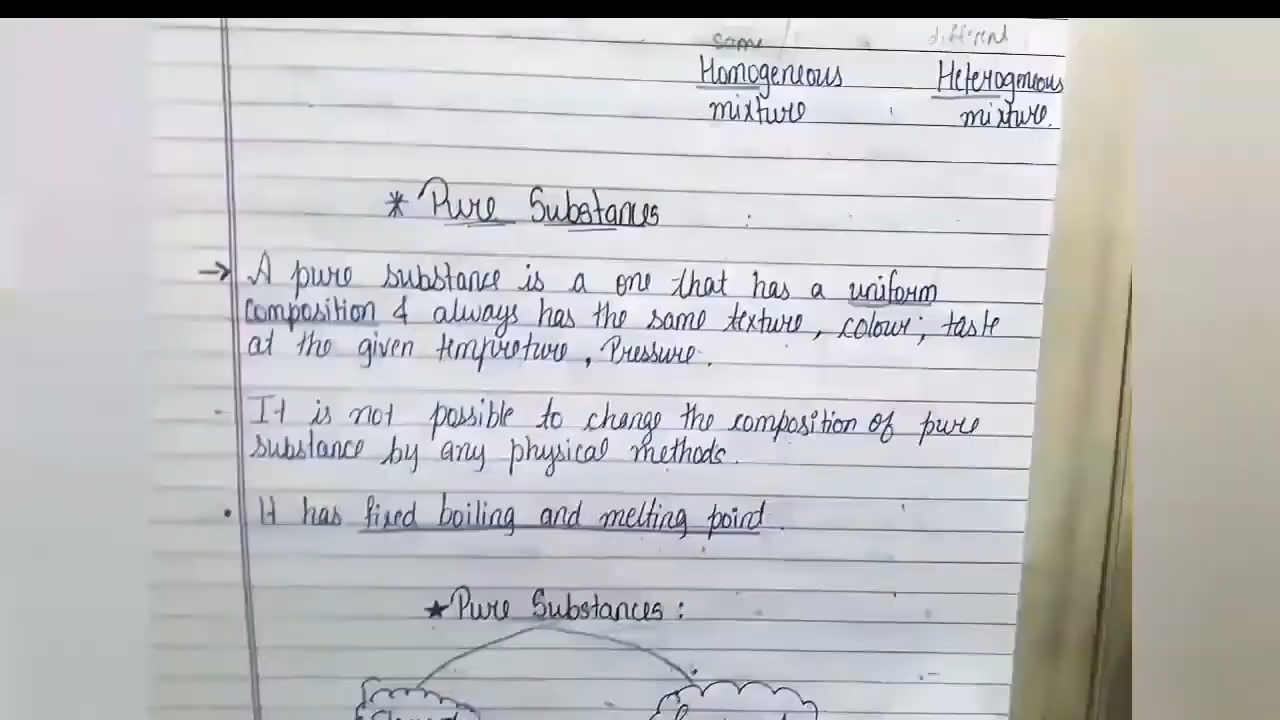 same different
Homogeneous Heterogmeous
mixture mixture.
* Pure Substances
→ A pure substance is a one that has a uniform
composition & always has the same texture, colour, taste
at the given tempreture, Pressure.
- It is not possible to change the composition of pure
substance by any physical methods.
• It has fixed boiling and melting point.
★ Pure Substances: